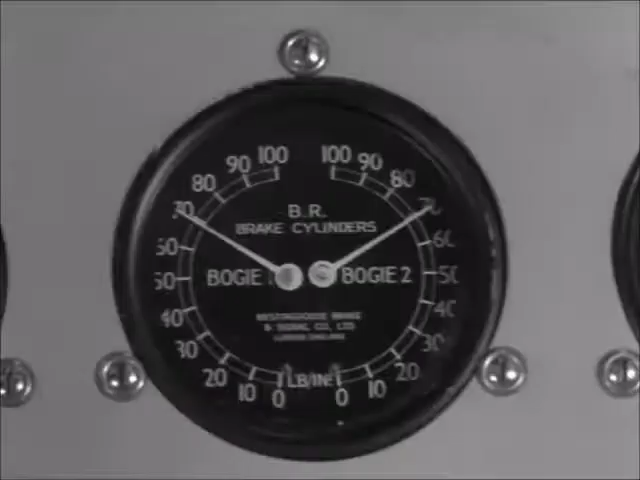 100 100
90 90
80 80
70 70
B.R.
BRAKE CYLINDERS
60 60
50 BOGIE 1 BOGIE 2 50
WESTINGHOUSE BRAKE
& SIGNAL CO., LTD
LONDON ENGLAND
40 40
30 30
20 20
10 LB/IN² 10
0 0